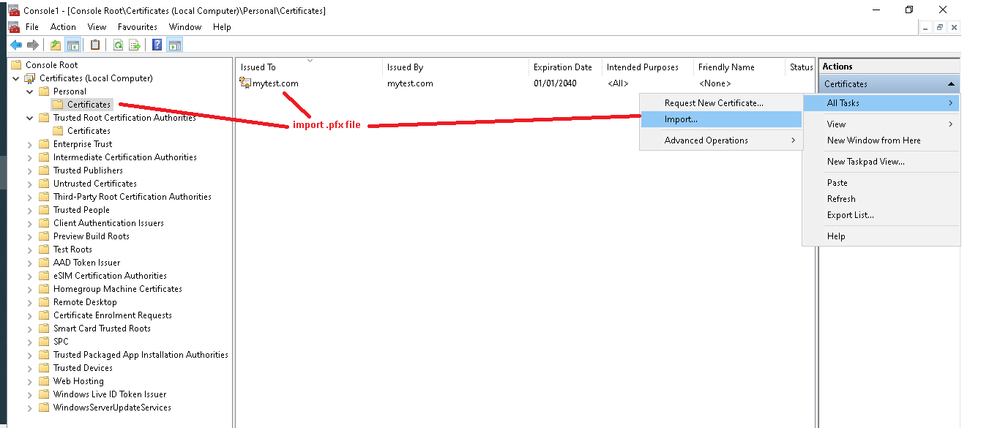 Console1 - [Console Root\Certificates (Local Computer)\Personal\Certificates]
File Action View Favourites Window Help
Console Root
Certificates (Local Computer)
Personal
Certificates
Trusted Root Certification Authorities
Certificates
Enterprise Trust
Intermediate Certification Authorities
Trusted Publishers
Untrusted Certificates
Third-Party Root Certification Authorities
Trusted People
Client Authentication Issuers
Preview Build Roots
Test Roots
AAD Token Issuer
eSIM Certification Authorities
Homegroup Machine Certificates
Remote Desktop
Certificate Enrolment Requests
Smart Card Trusted Roots
SPC
Trusted Packaged App Installation Authorities
Trusted Devices
Web Hosting
Windows Live ID Token Issuer
WindowsServerUpdateServices
Issued To Issued By Expiration Date Intended Purposes Friendly Name Status
mytest.com mytest.com 01/01/2040 <All> <None>
import .pfx file
Request New Certificate...
Import...
Advanced Operations
Actions
Certificates
All Tasks
View
New Window from Here
New Taskpad View...
Paste
Refresh
Export List...
Help